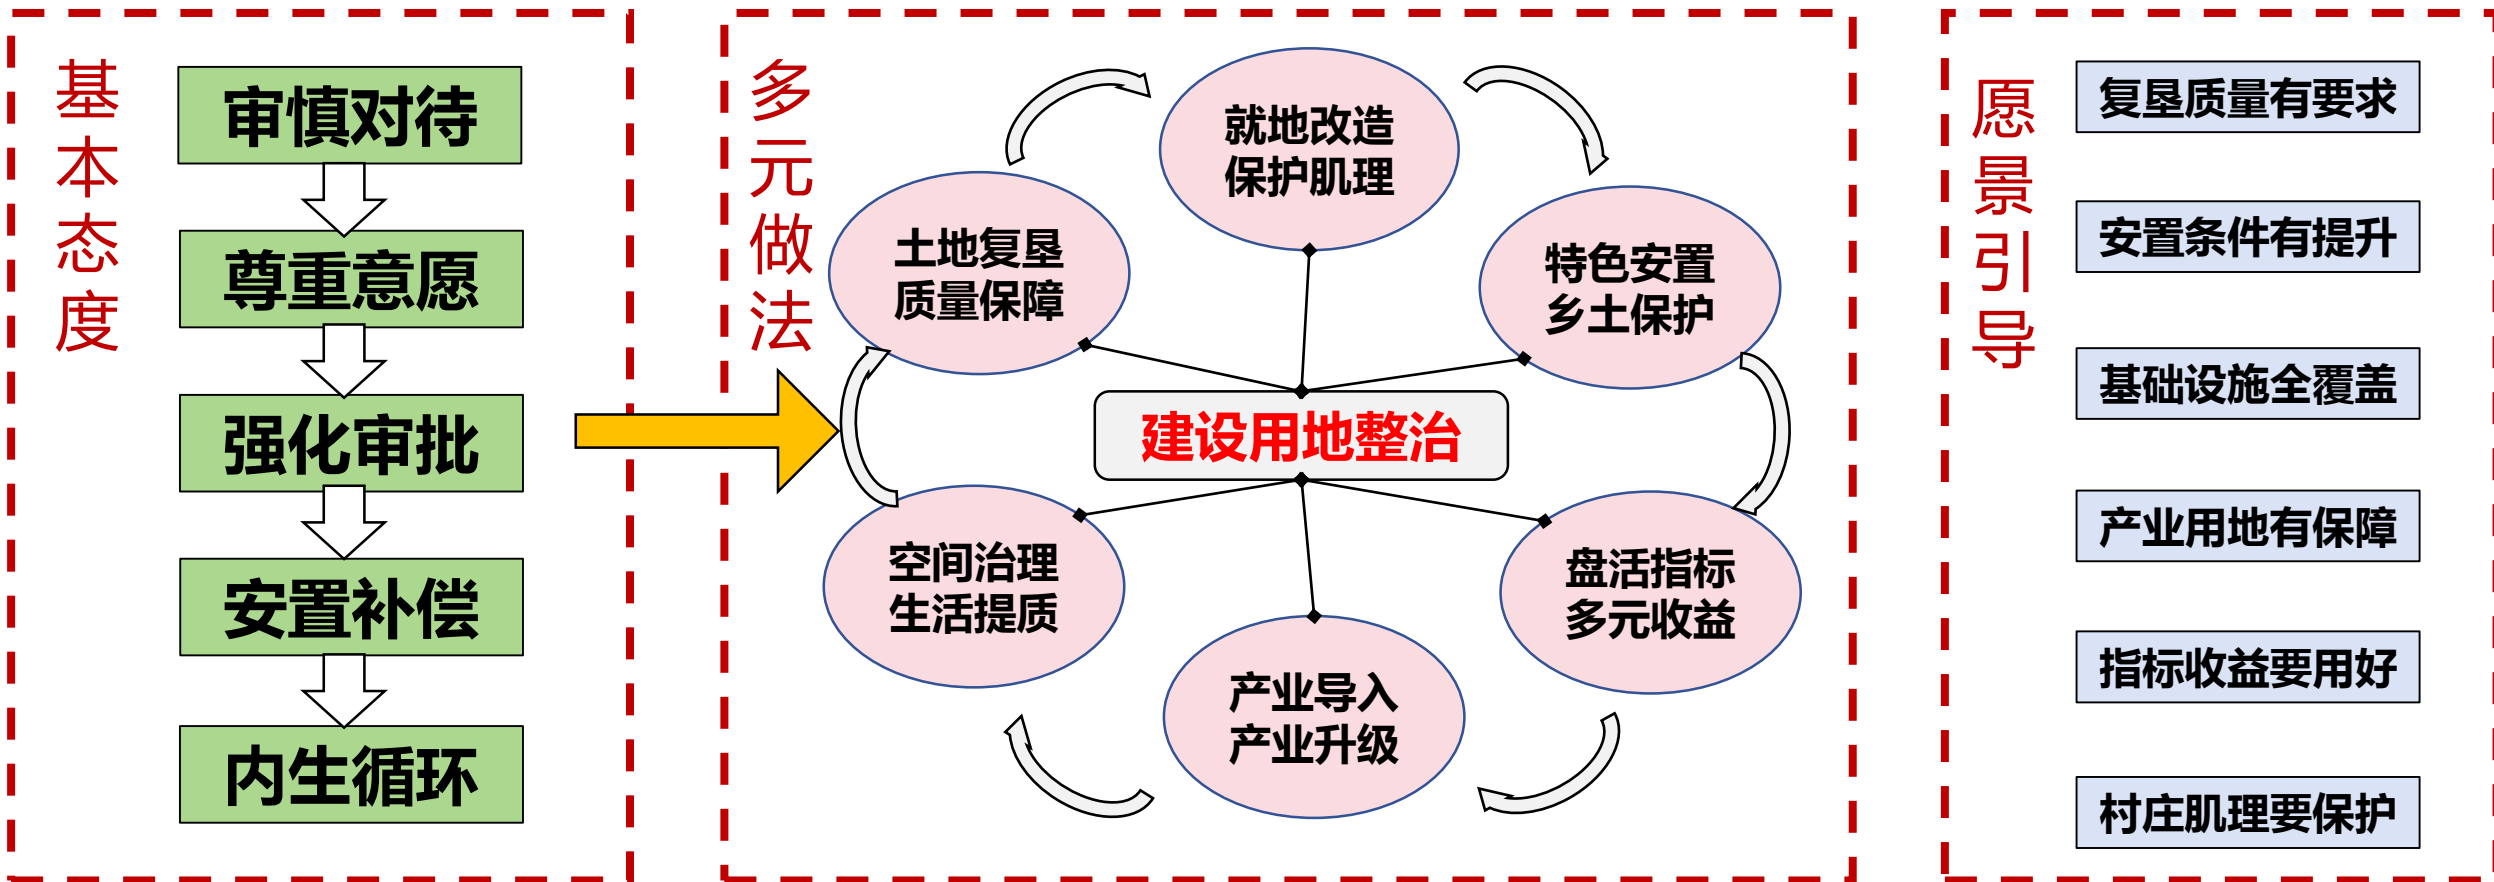 基本态度
审慎对待
尊重意愿
强化审批
安置补偿
内生循环
多元做法
就地改造
保护肌理
土地复垦
质量保障
特色安置
乡土保护
建设用地整治
空间治理
生活提质
盘活指标
多元收益
产业导入
产业升级
愿景引导
复垦质量有要求
安置条件有提升
基础设施全覆盖
产业用地有保障
指标收益要用好
村庄肌理要保护